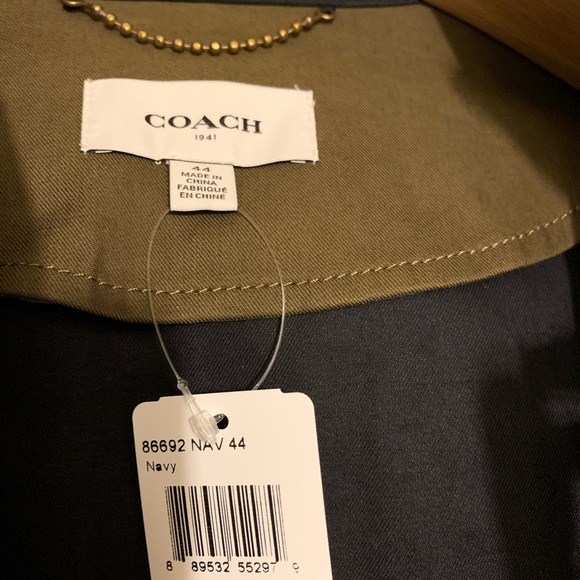 COACH
1941
44
MADE IN
CHINA
FABRIQUÉ
EN CHINE
86692 NAV 44
Navy
8 89532 55297 9